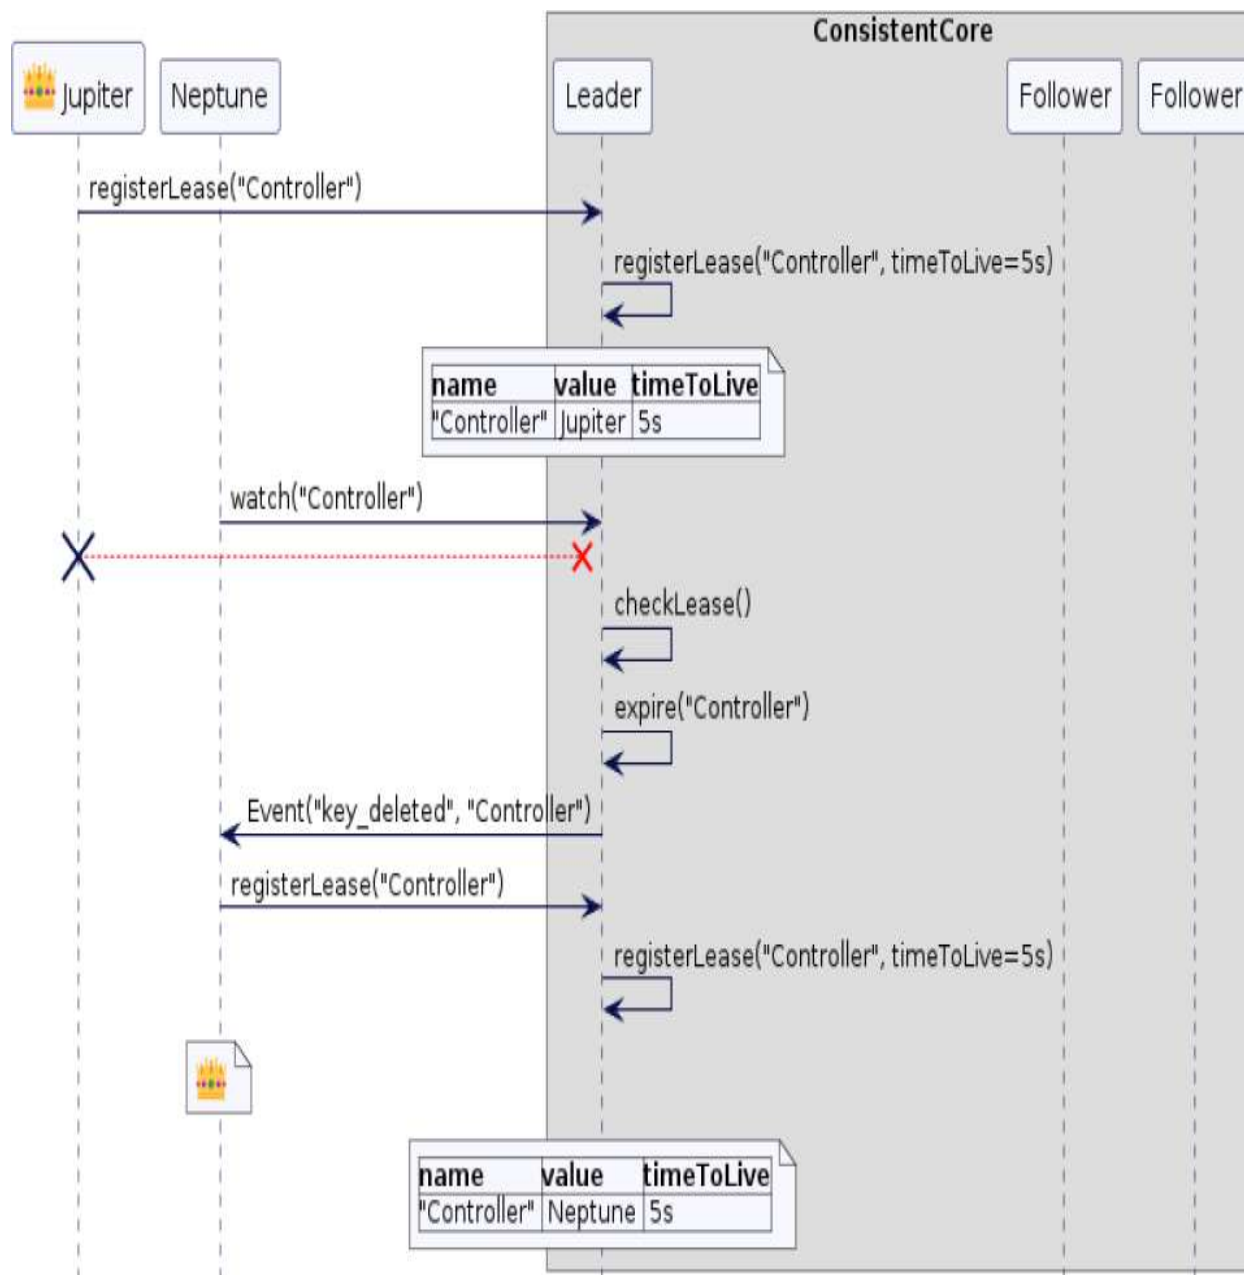 ConsistentCore
Jupiter Neptune Leader Follower Follower
registerLease("Controller")
registerLease("Controller", timeToLive=5s)
name value timeToLive
"Controller" Jupiter 5s
watch("Controller")
checkLease()
expire("Controller")
Event("key_deleted", "Controller")
registerLease("Controller")
registerLease("Controller", timeToLive=5s)
name value timeToLive
"Controller" Neptune 5s